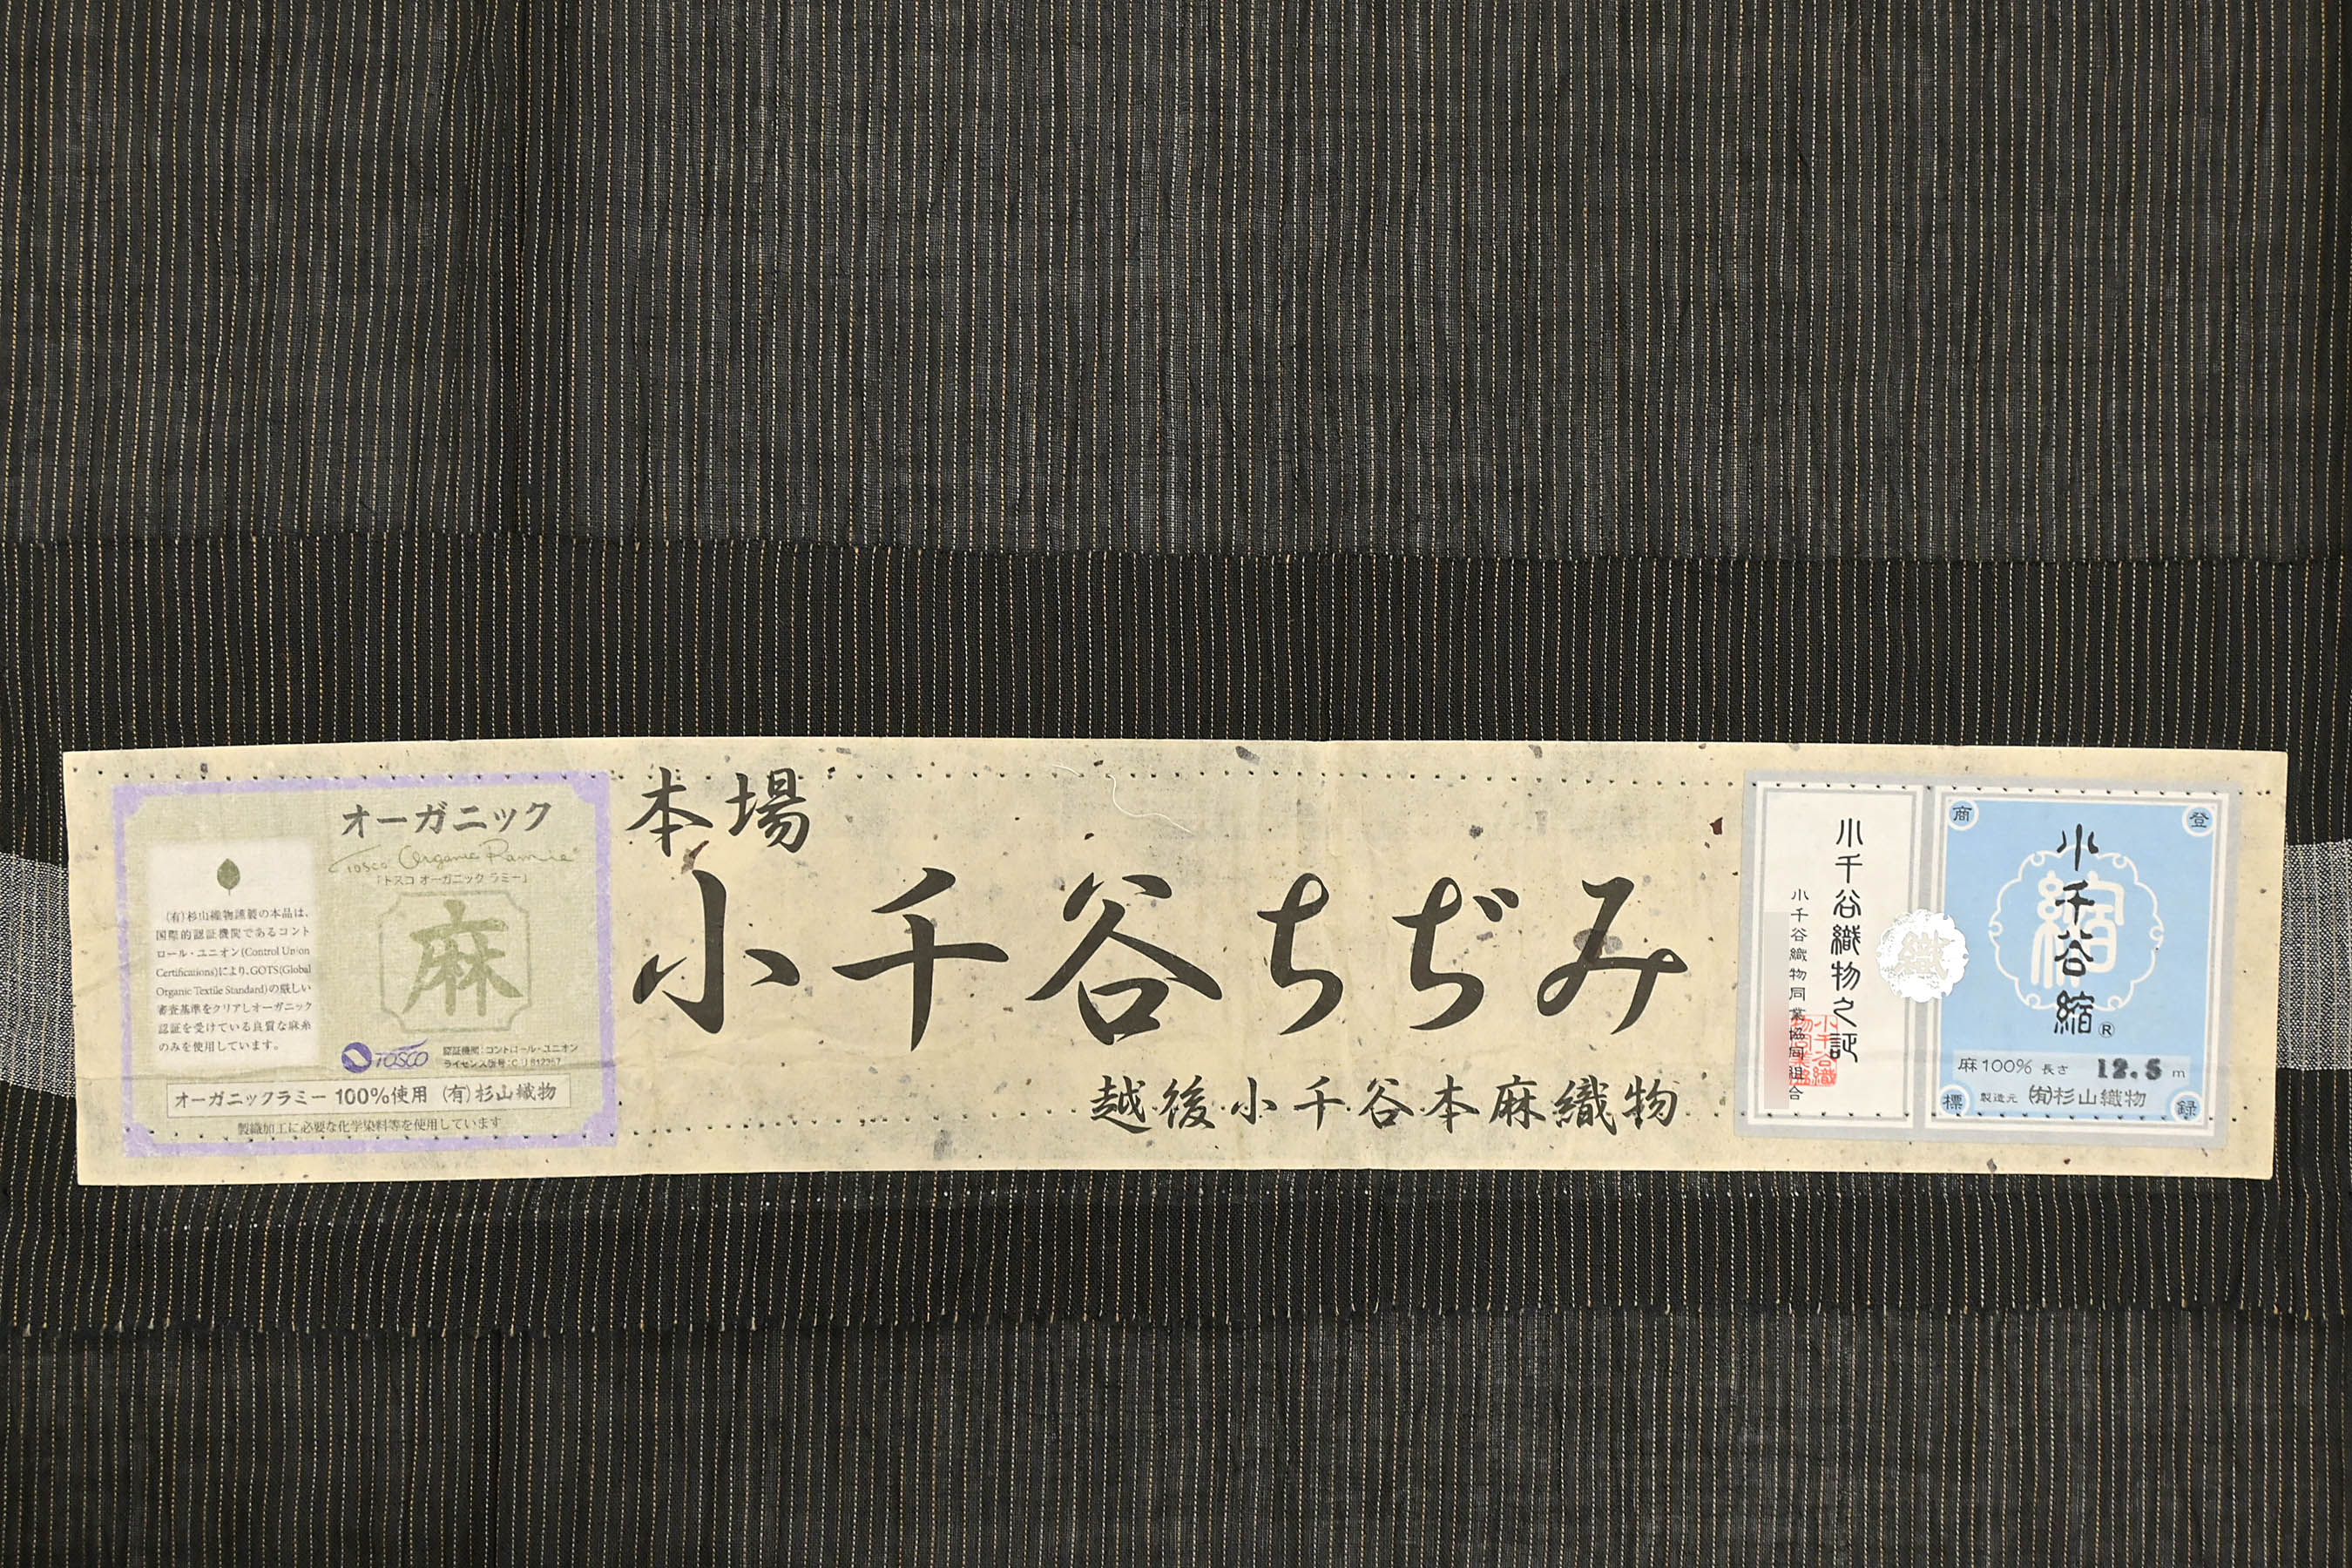 オーガニック
Tosco Organic Ramie
「トスコ オーガニック ラミー」
(有)杉山織物謹製の本品は、
国際的認証機関であるコント
ロール・ユニオン(Control Union
Certifications)により、GOTS(Global
Organic Textile Standard)の厳しい
審査基準をクリアしオーガニック
認証を受けている良質な麻糸
のみを使用しています。
麻
TOSCO
認証機関:コントロール・ユニオン
ライセンス番号:C U 812367
オーガニックラミー 100%使用 (有)杉山織物
製織加工に必要な化学染料等を使用しています
本場
小千谷ちぢみ
越後小千谷本麻織物
小千谷織物之証
小千谷織物同業協同組合
織
商
登
標
録
縮
小千谷縮®
麻100% 長さ 12.5 m
製造元 ㈲杉山織物